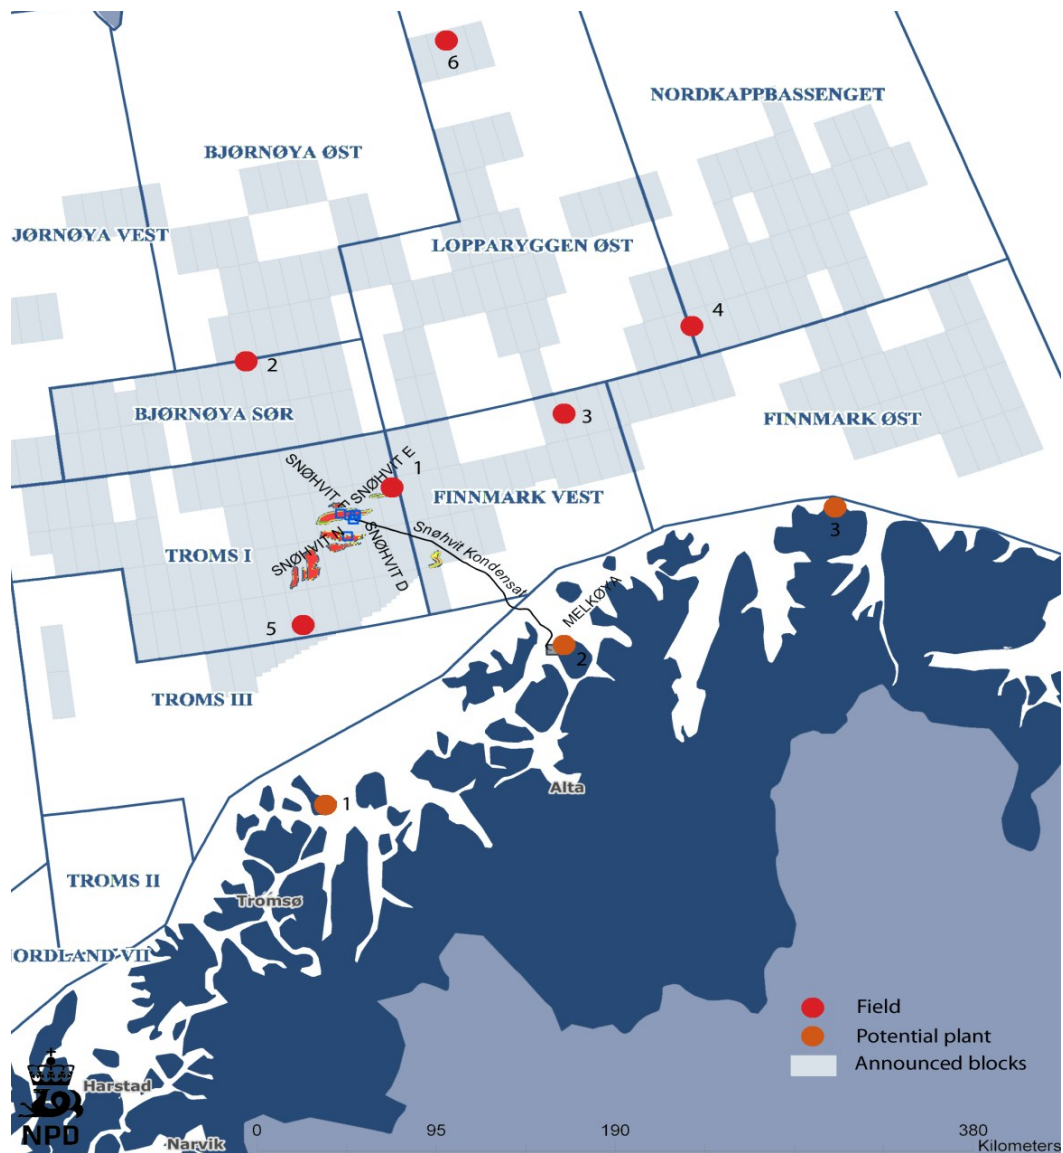 6
NORDKAPPBASSENGET
BJØRNØYA ØST
JØRNØYA VEST
LOPPARYGGEN ØST
4
2
BJØRNØYA SØR
3
FINNMARK ØST
SNØHVIT E
1
SNØHVIT F
FINNMARK VEST
SNØHVIT N
SNØHVIT D
TROMS I
Snøhvit Kondensat
3
MELKØYA
5
2
TROMS III
Alta
1
TROMS II
Tromsø
NORDLAND VII
Field
Potential plant
Announced blocks
Harstad
NPD
Narvik
0 95 190 380
Kilometers